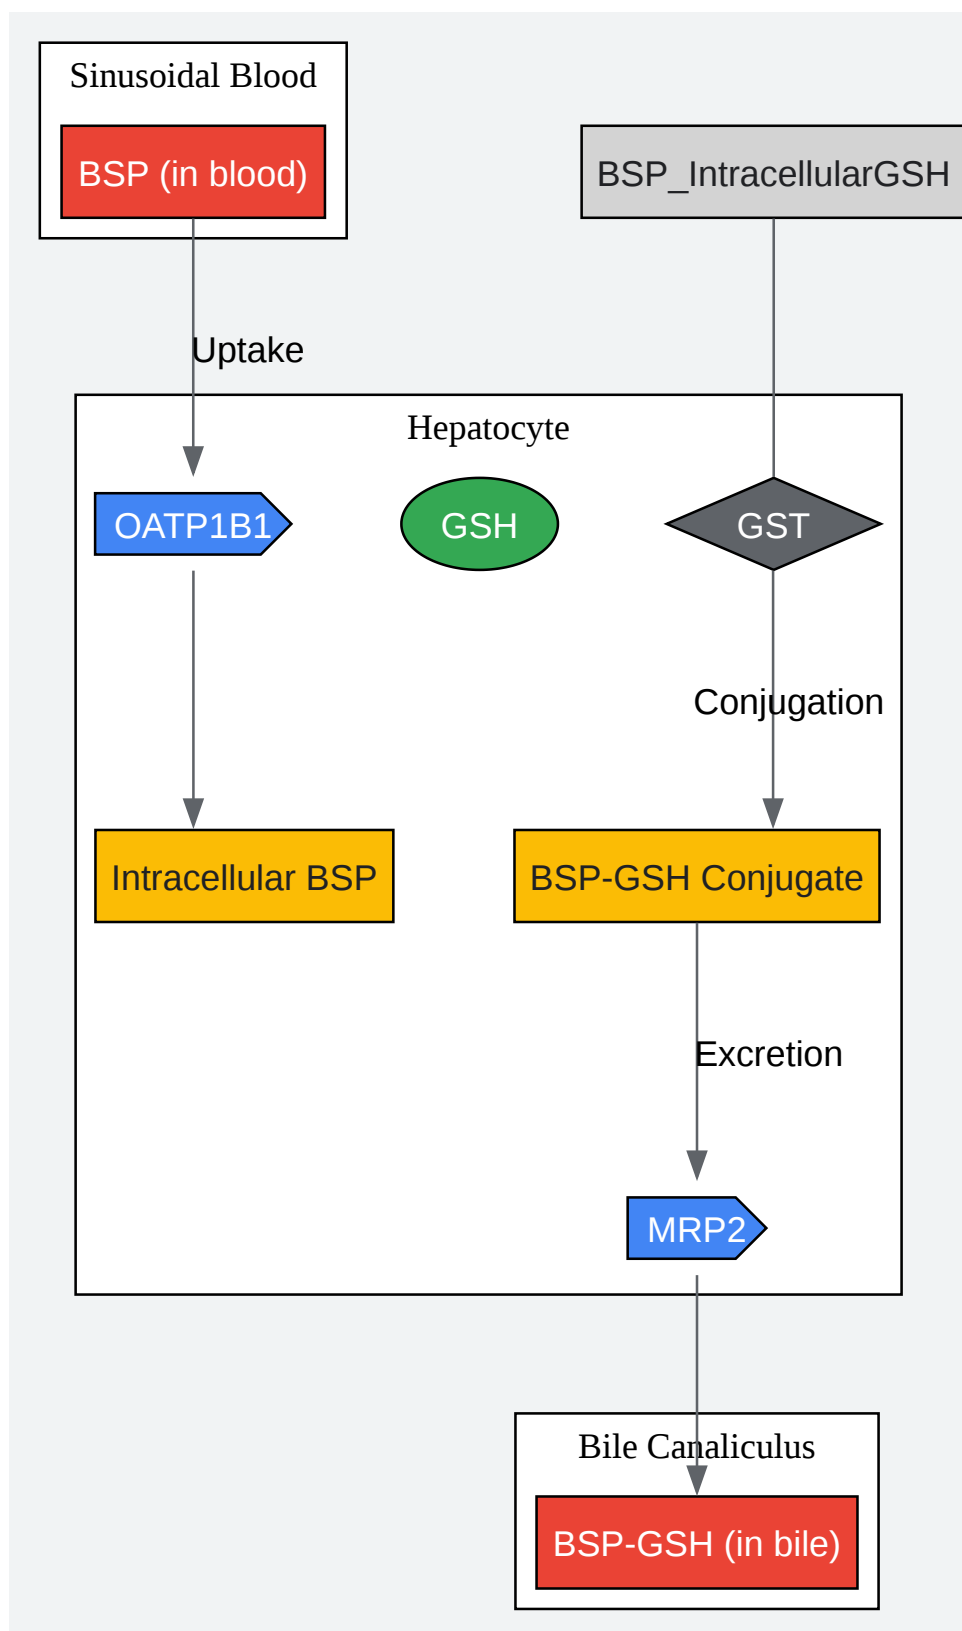 Sinusoidal Blood
BSP (in blood)
BSP_IntracellularGSH
Uptake
Hepatocyte
OATP1B1
GSH
GST
Conjugation
Intracellular BSP
BSP-GSH Conjugate
Excretion
MRP2
Bile Canaliculus
BSP-GSH (in bile)